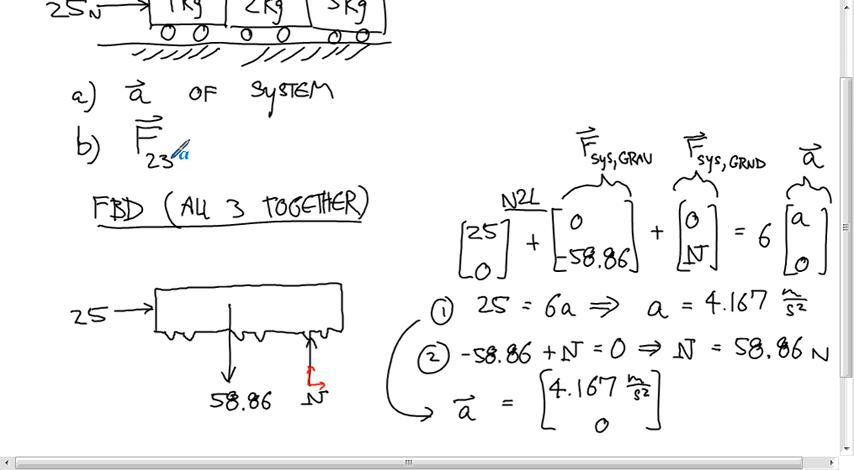 25N 1kg 2kg 3kg
a) a⃗ OF SYSTEM
b) F⃗ 23
FBD (ALL 3 TOGETHER)
25
58.86 N
F⃗ sys,GRAV F⃗ sys,GRND a⃗
N2L
[25 0] + [0 -58.86] + [0 N] = 6 [a 0]
① 25 = 6a ⇒ a = 4.167 m/s²
② -58.86 + N = 0 ⇒ N = 58.86 N
a⃗ = [4.167 m/s² 0]